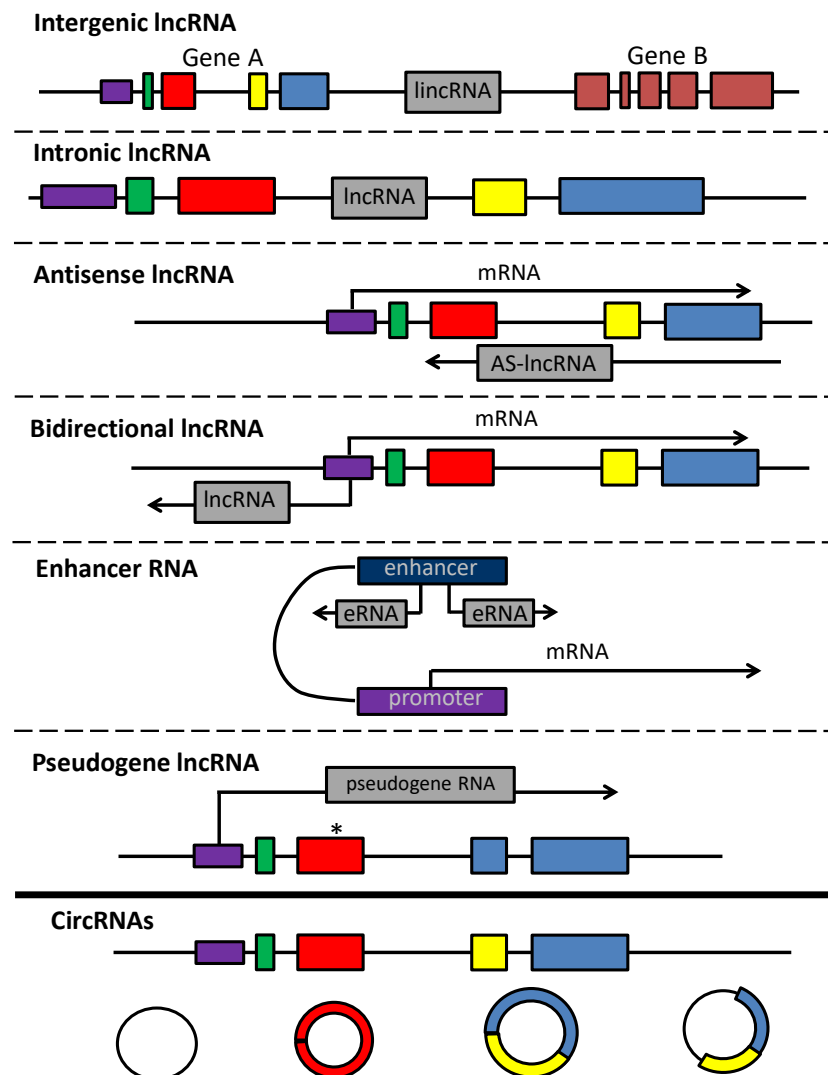 Intergenic lncRNA
Gene A
Gene B
lincRNA
Intronic lncRNA
lncRNA
Antisense lncRNA
mRNA
AS-lncRNA
Bidirectional lncRNA
mRNA
lncRNA
Enhancer RNA
enhancer
eRNA
eRNA
mRNA
promoter
Pseudogene lncRNA
pseudogene RNA
*
CircRNAs